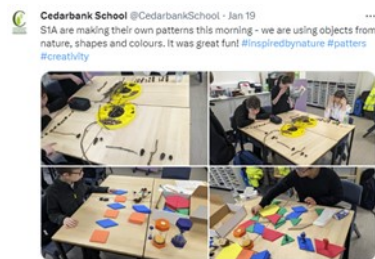 Cedarbank School @CedarbankSchool · Jan 19
S1A are making their own patterns this morning - we are using objects from
nature, shapes and colours. It was great fun! #inspiredbynature #patters
#creativity